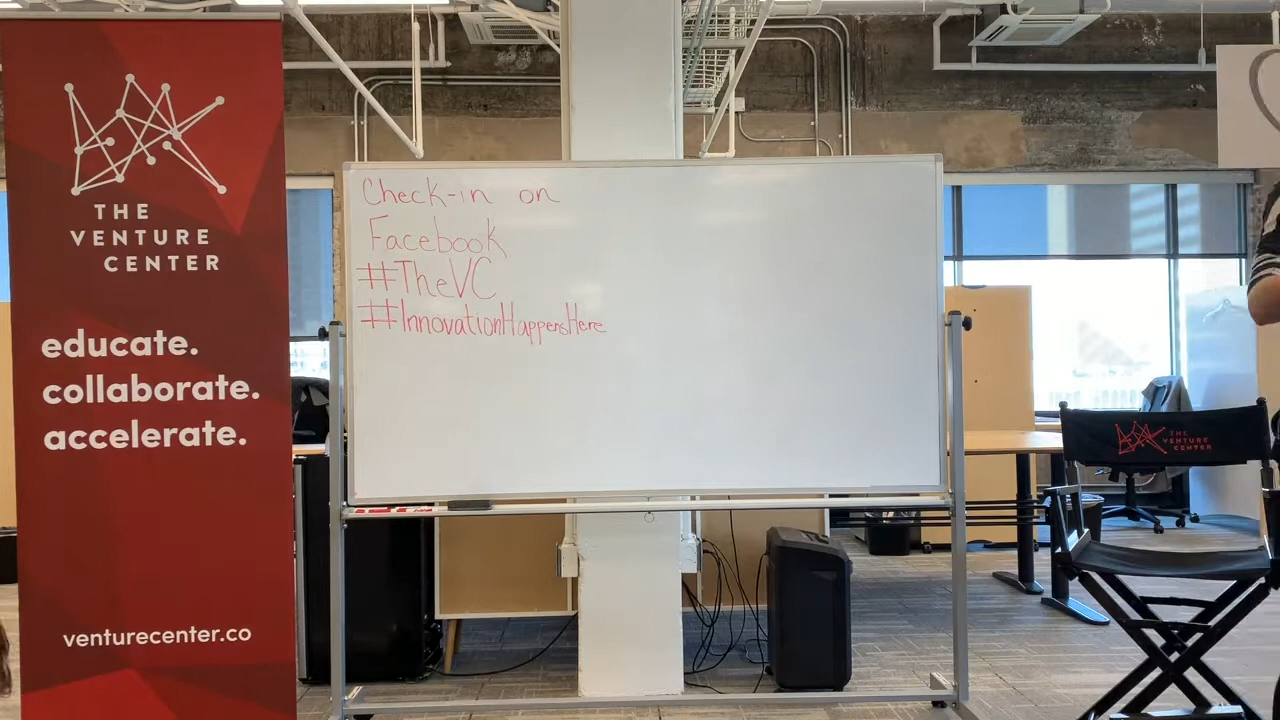 THE
VENTURE
CENTER
educate.
collaborate.
accelerate.
venturecenter.co
Check-in on
Facebook
#TheVC
#InnovationHappensHere
THE
VENTURE
CENTER